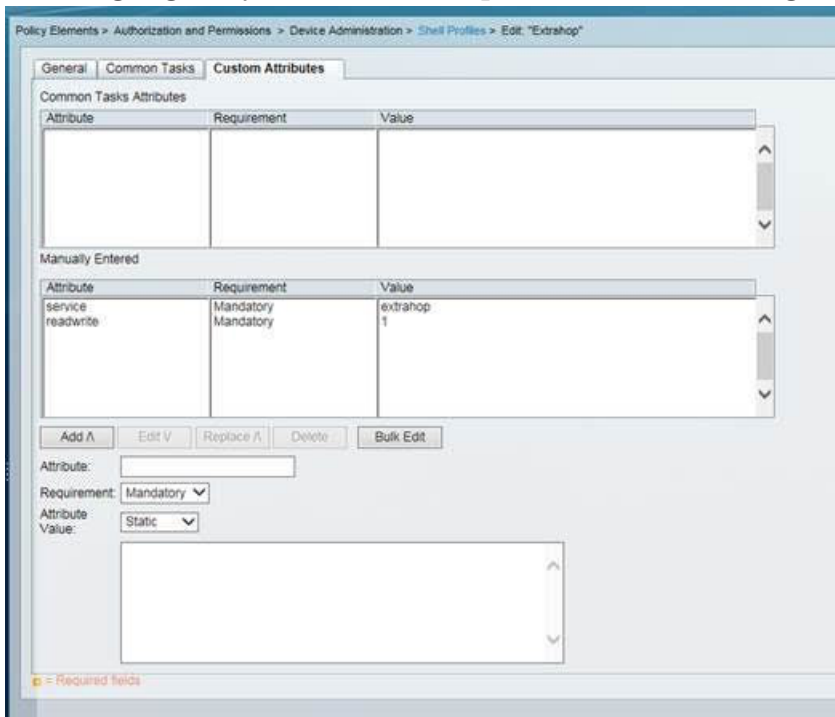 Policy Elements > Authorization and Permissions > Device Administration > Shell Profiles > Edit: "Extrahop"
General Common Tasks Custom Attributes
Common Tasks Attributes
Attribute Requirement Value
Manually Entered
Attribute Requirement Value
service Mandatory extrahop
readwrite Mandatory 1
Add Λ Edit V Replace Λ Delete Bulk Edit
Attribute:
Requirement: Mandatory
Attribute Value: Static
= Required fields